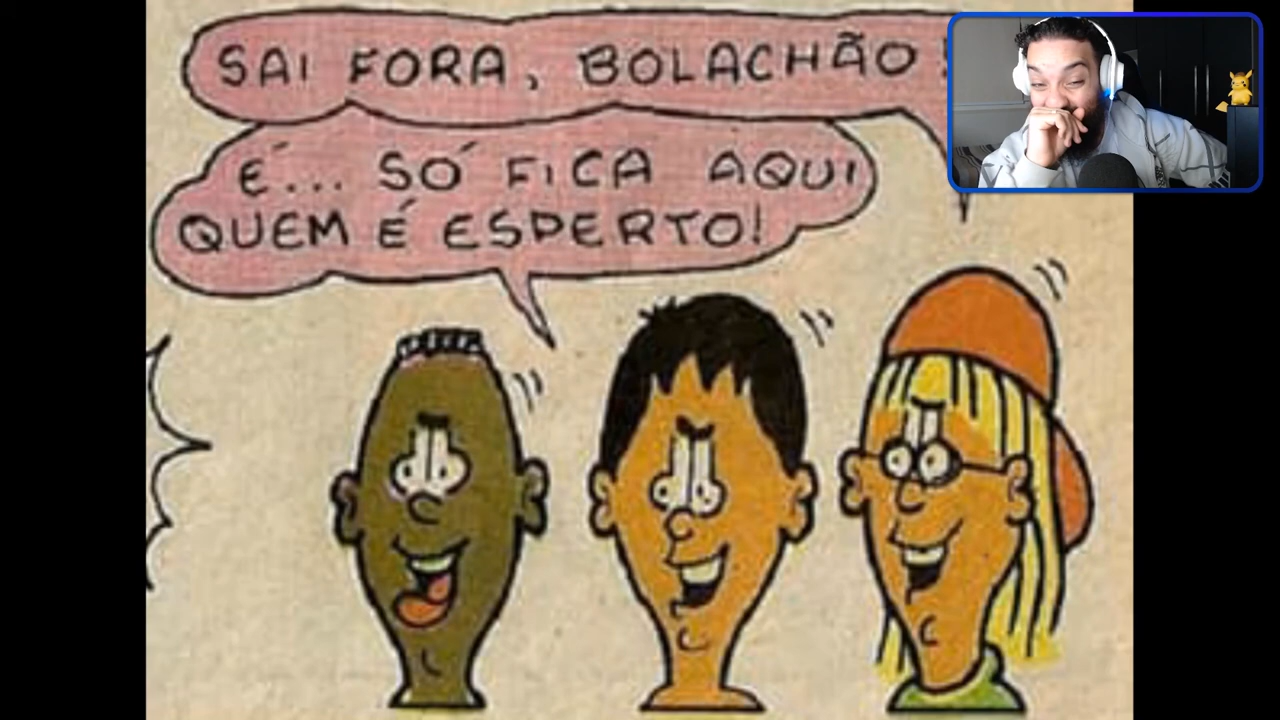 SAI FORA, BOLACHÃO!
É... SÓ FICA AQUI
QUEM É ESPERTO!